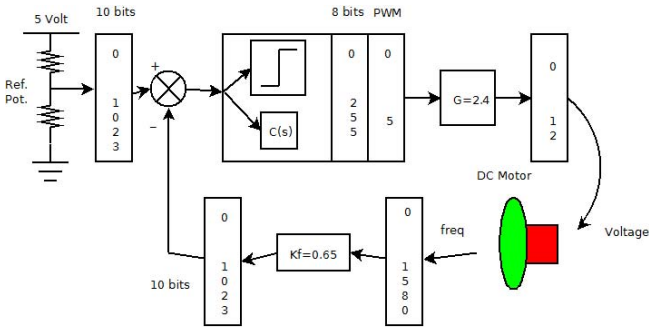 5 Volt
10 bits
8 bits
PWM
Ref.
Pot.
0
1
0
2
3
+
–
C(s)
0
2
5
5
0
5
G=2.4
0
1
2
DC Motor
Voltage
freq
0
1
5
8
0
Kf=0.65
0
1
0
2
3
10 bits